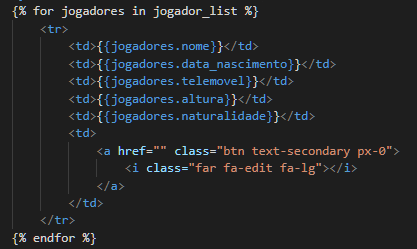 {% for jogadores in jogador_list %}
<tr>
<td>{{jogadores.nome}}</td>
<td>{{jogadores.data_nascimento}}</td>
<td>{{jogadores.telemovel}}</td>
<td>{{jogadores.altura}}</td>
<td>{{jogadores.naturalidade}}</td>
<td>
<a href="" class="btn text-secondary px-0">
<i class="far fa-edit fa-lg"></i>
</a>
</td>
</tr>
{% endfor %}